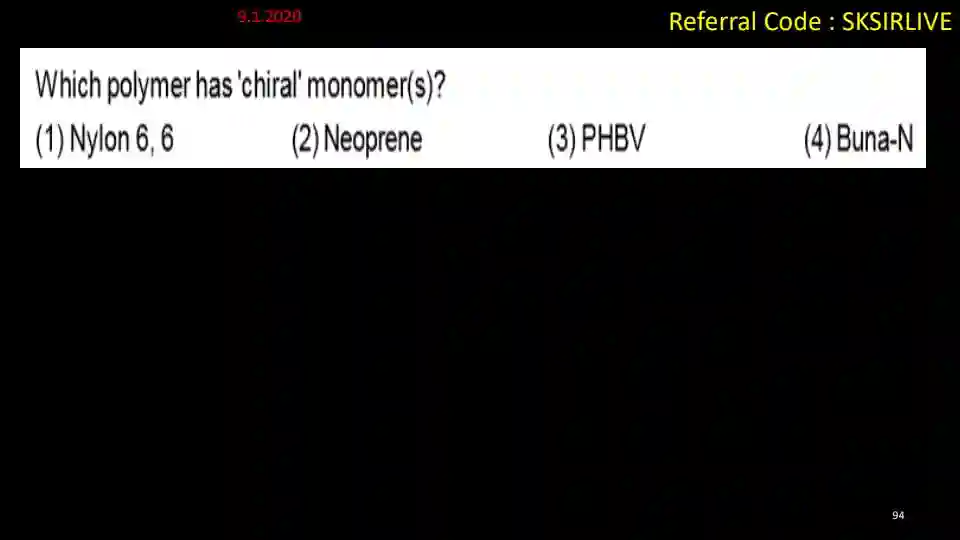 9.1.2020
Referral Code : SKSIRLIVE
Which polymer has 'chiral' monomer(s)?
(1) Nylon 6, 6 (2) Neoprene (3) PHBV (4) Buna-N
94